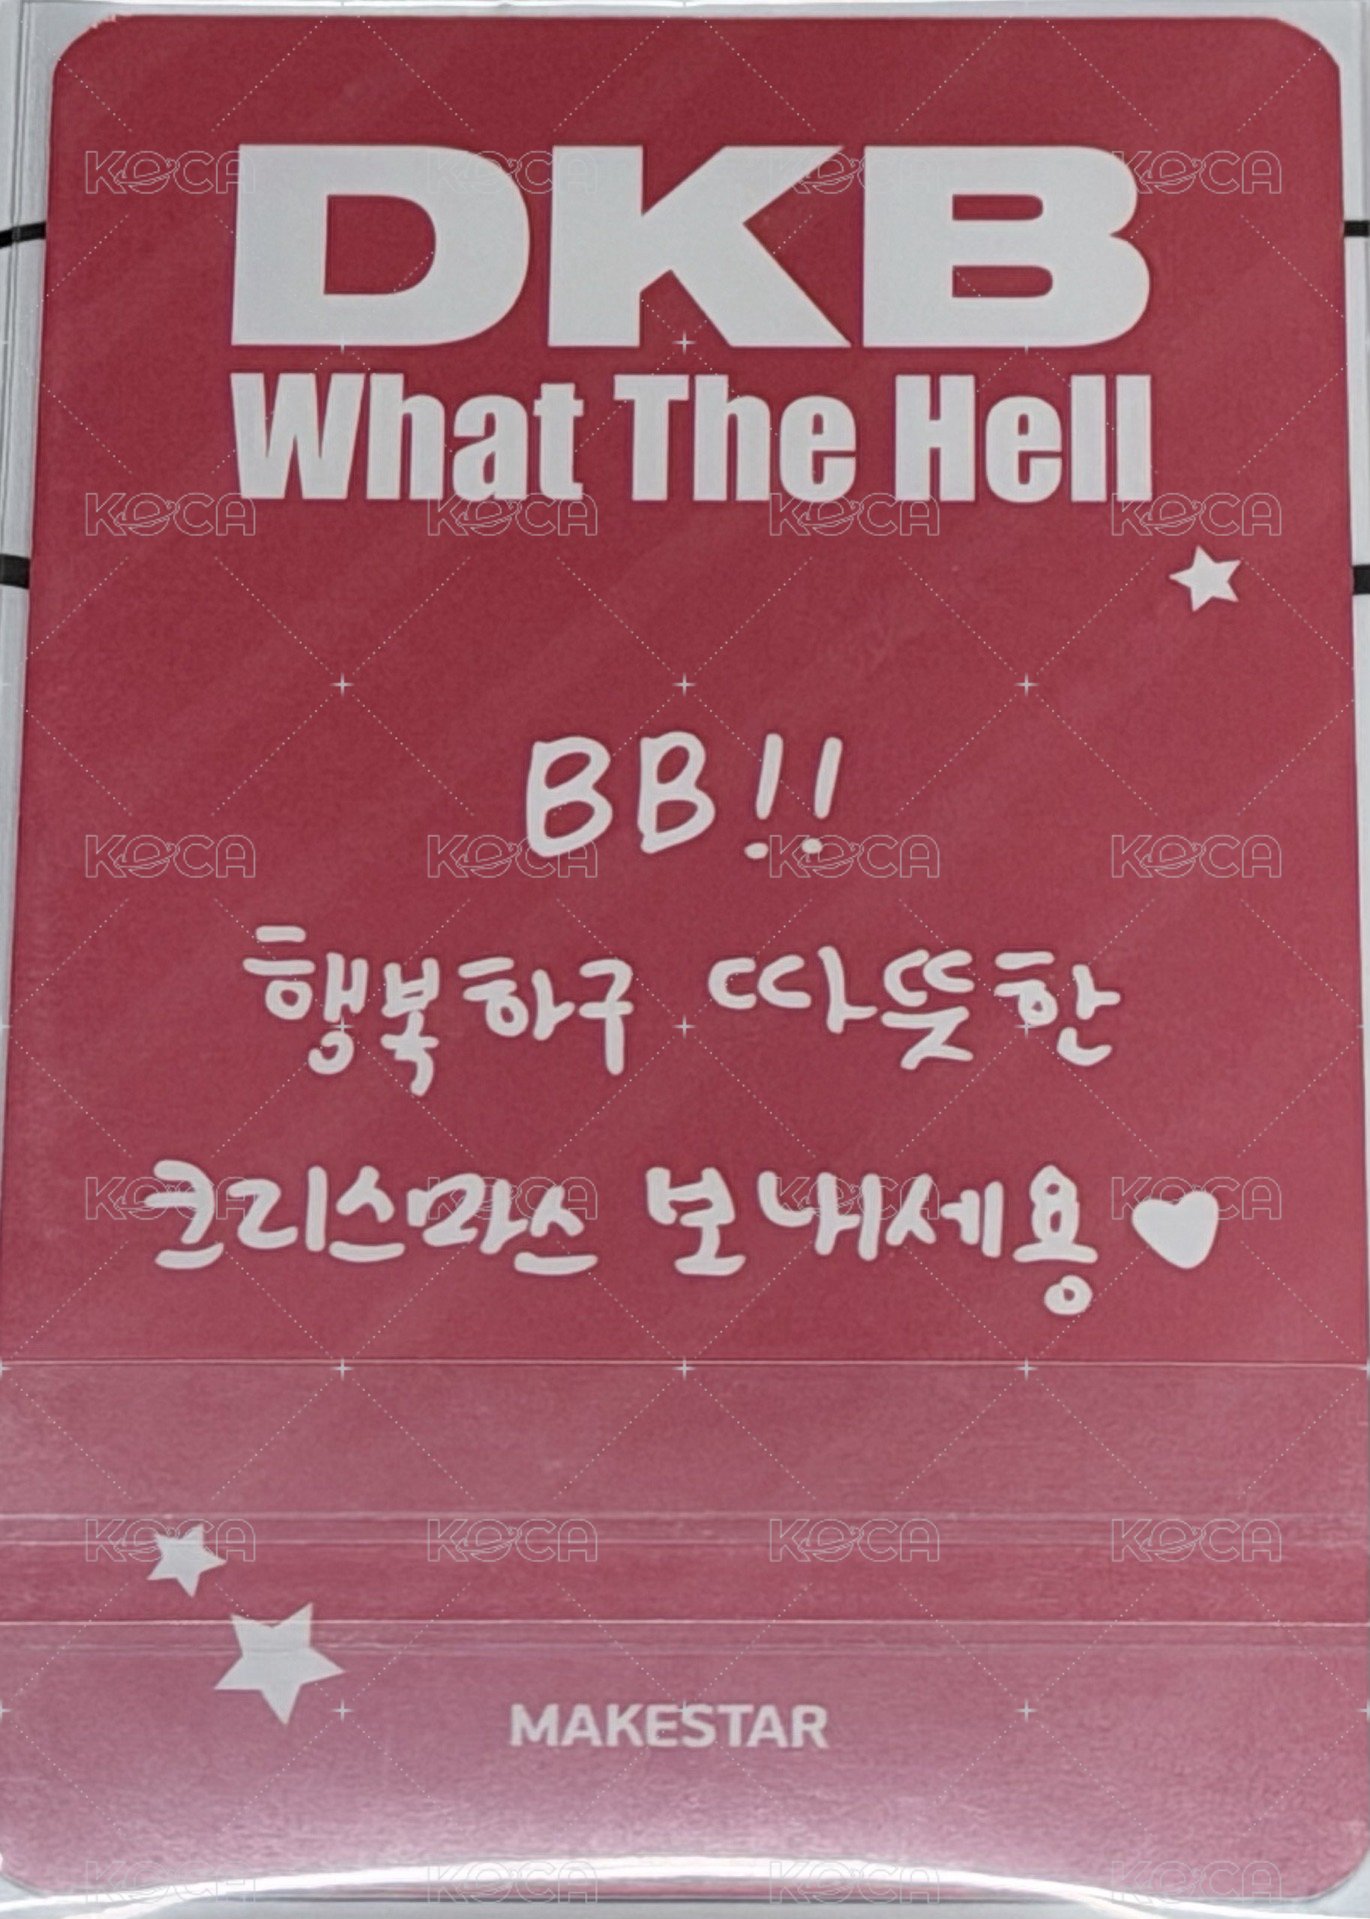 DKB
What The Hell
BB!!
행복하구 따뜻한
크리스마스 보내세용♥
MAKESTAR
KOCA